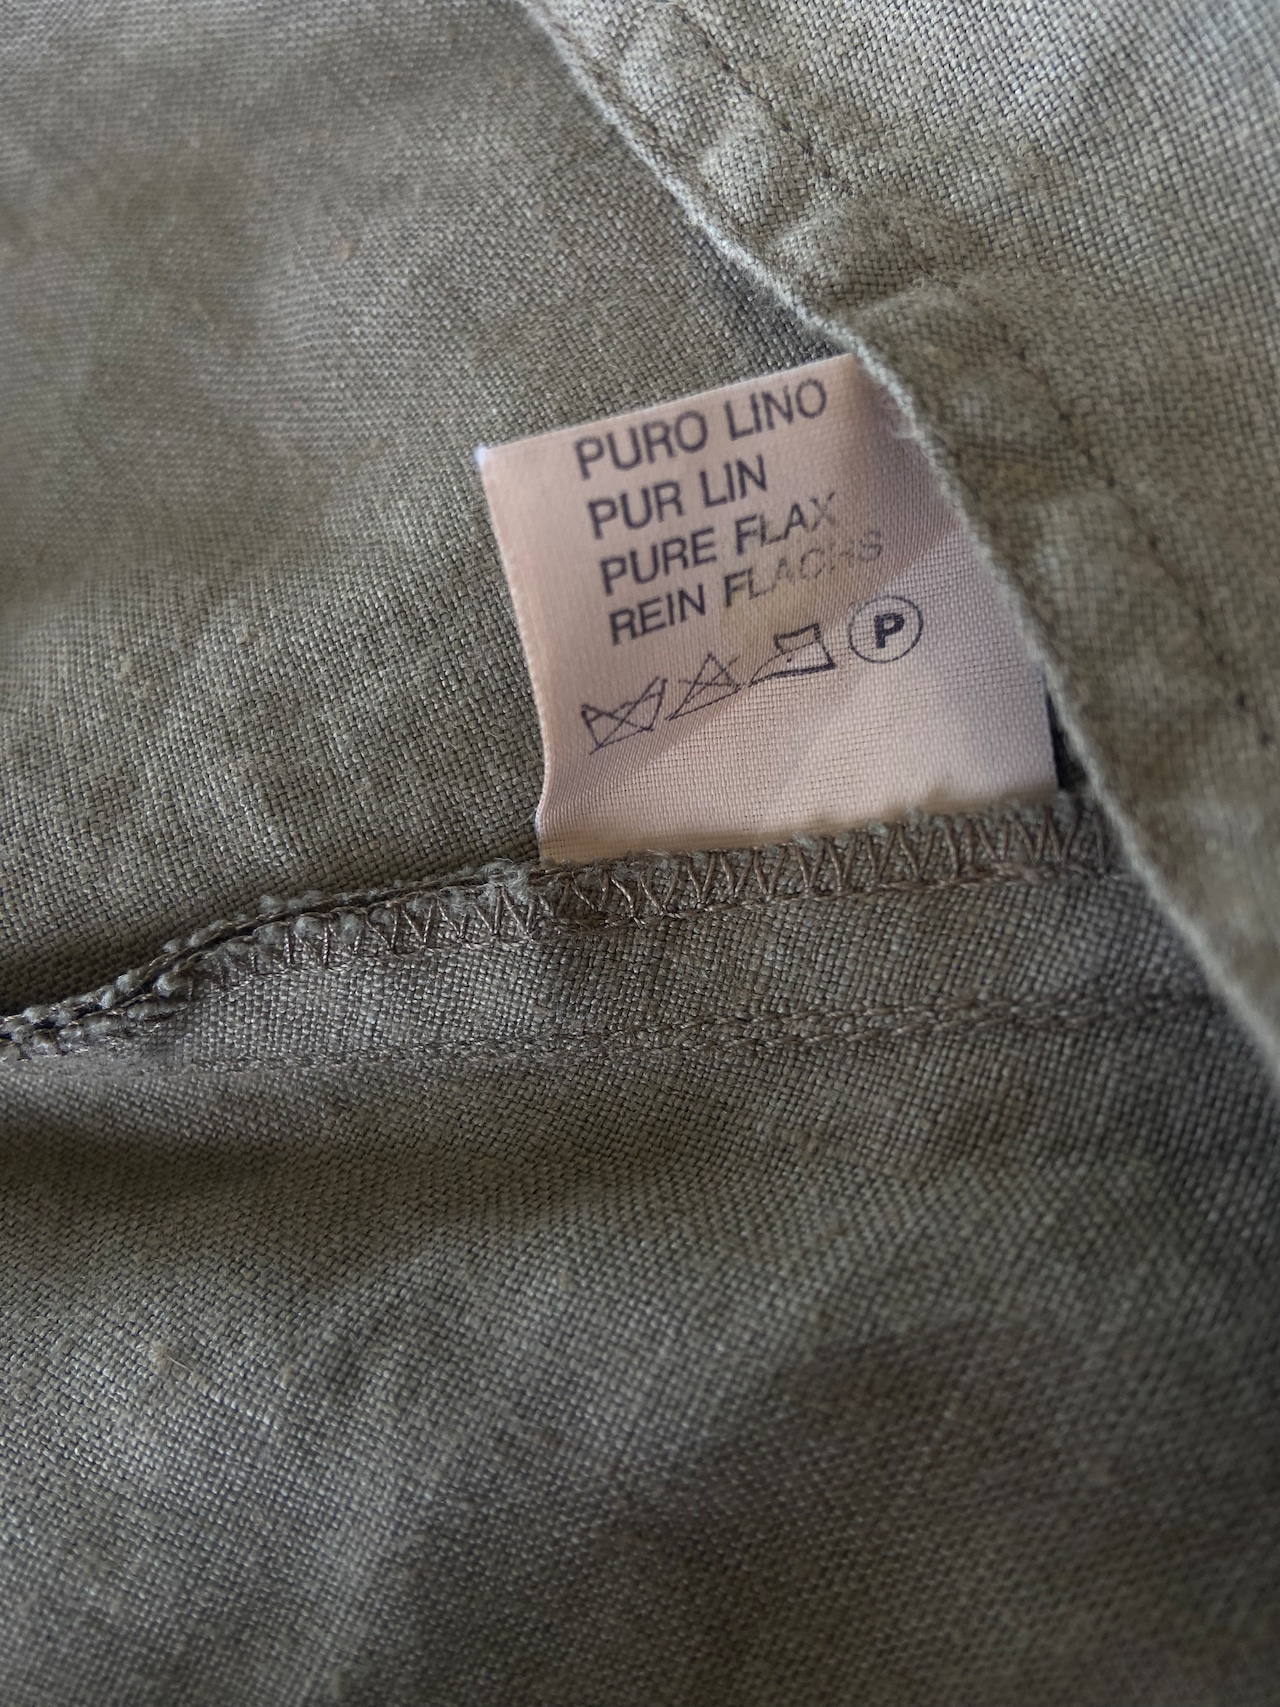 PURO LINO
PUR LIN
PURE FLAX
REIN FLACHS
P